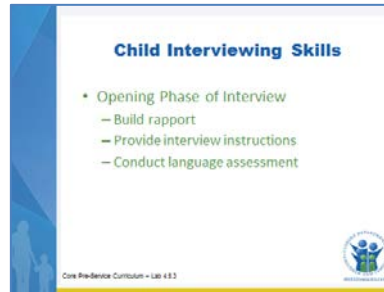 Child Interviewing Skills
• Opening Phase of Interview
– Build rapport
– Provide interview instructions
– Conduct language assessment
Core Pre-Service Curriculum – Lab 4.5.3